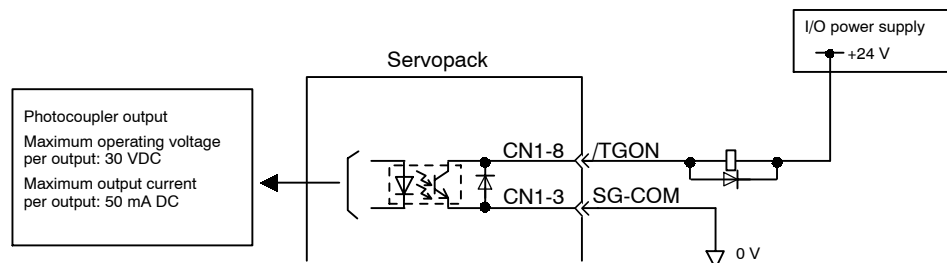 I/O power supply
+24 V
Servopack
Photocoupler output
Maximum operating voltage
per output: 30 VDC
Maximum output current
per output: 50 mA DC
CN1-8
/TGON
CN1-3
SG-COM
0 V